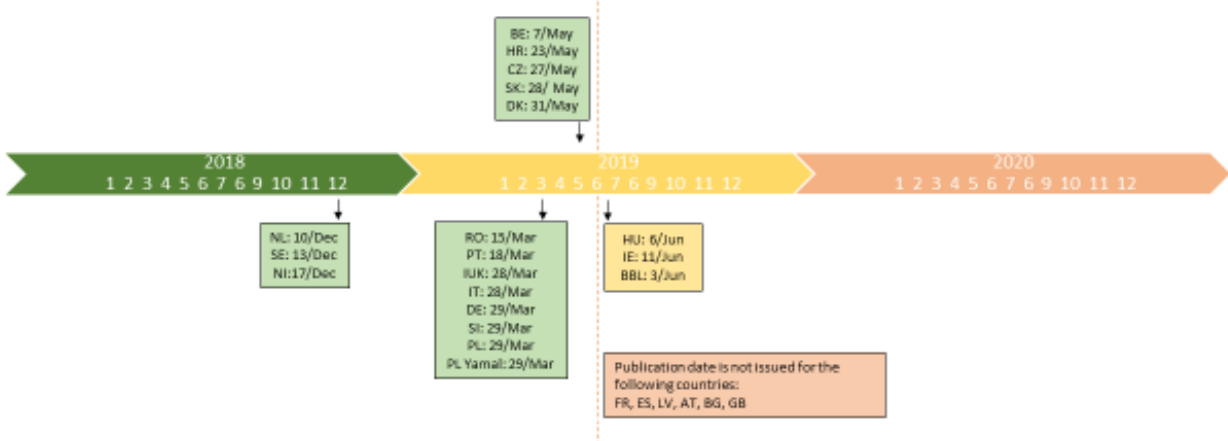 BE: 7/May
HR: 23/May
CZ: 27/May
SK: 28/ May
DK: 31/May
2018
1 2 3 4 5 6 7 8 9 10 11 12
2019
1 2 3 4 5 6 7 8 9 10 11 12
2020
1 2 3 4 5 6 7 8 9 10 11 12
NL: 10/Dec
SE: 13/Dec
NI:17/Dec
RO: 15/Mar
PT: 18/Mar
IUK: 28/Mar
IT: 28/Mar
DE: 29/Mar
SI: 29/Mar
PL: 29/Mar
PL Yamal: 29/Mar
HU: 6/Jun
IE: 11/Jun
BBL: 3/Jun
Publication date is not issued for the
following countries:
FR, ES, LV, AT, BG, GB